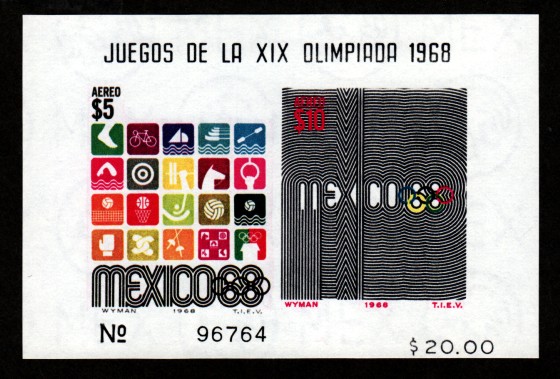 JUEGOS DE LA XIX OLIMPIADA 1968
AEREO
$5
MEXICO68
WYMAN 1968 T.I.E.V.
AEREO
$10
MEXICO68
WYMAN 1968 T.I.E.V.
Nº 96764
$20.00